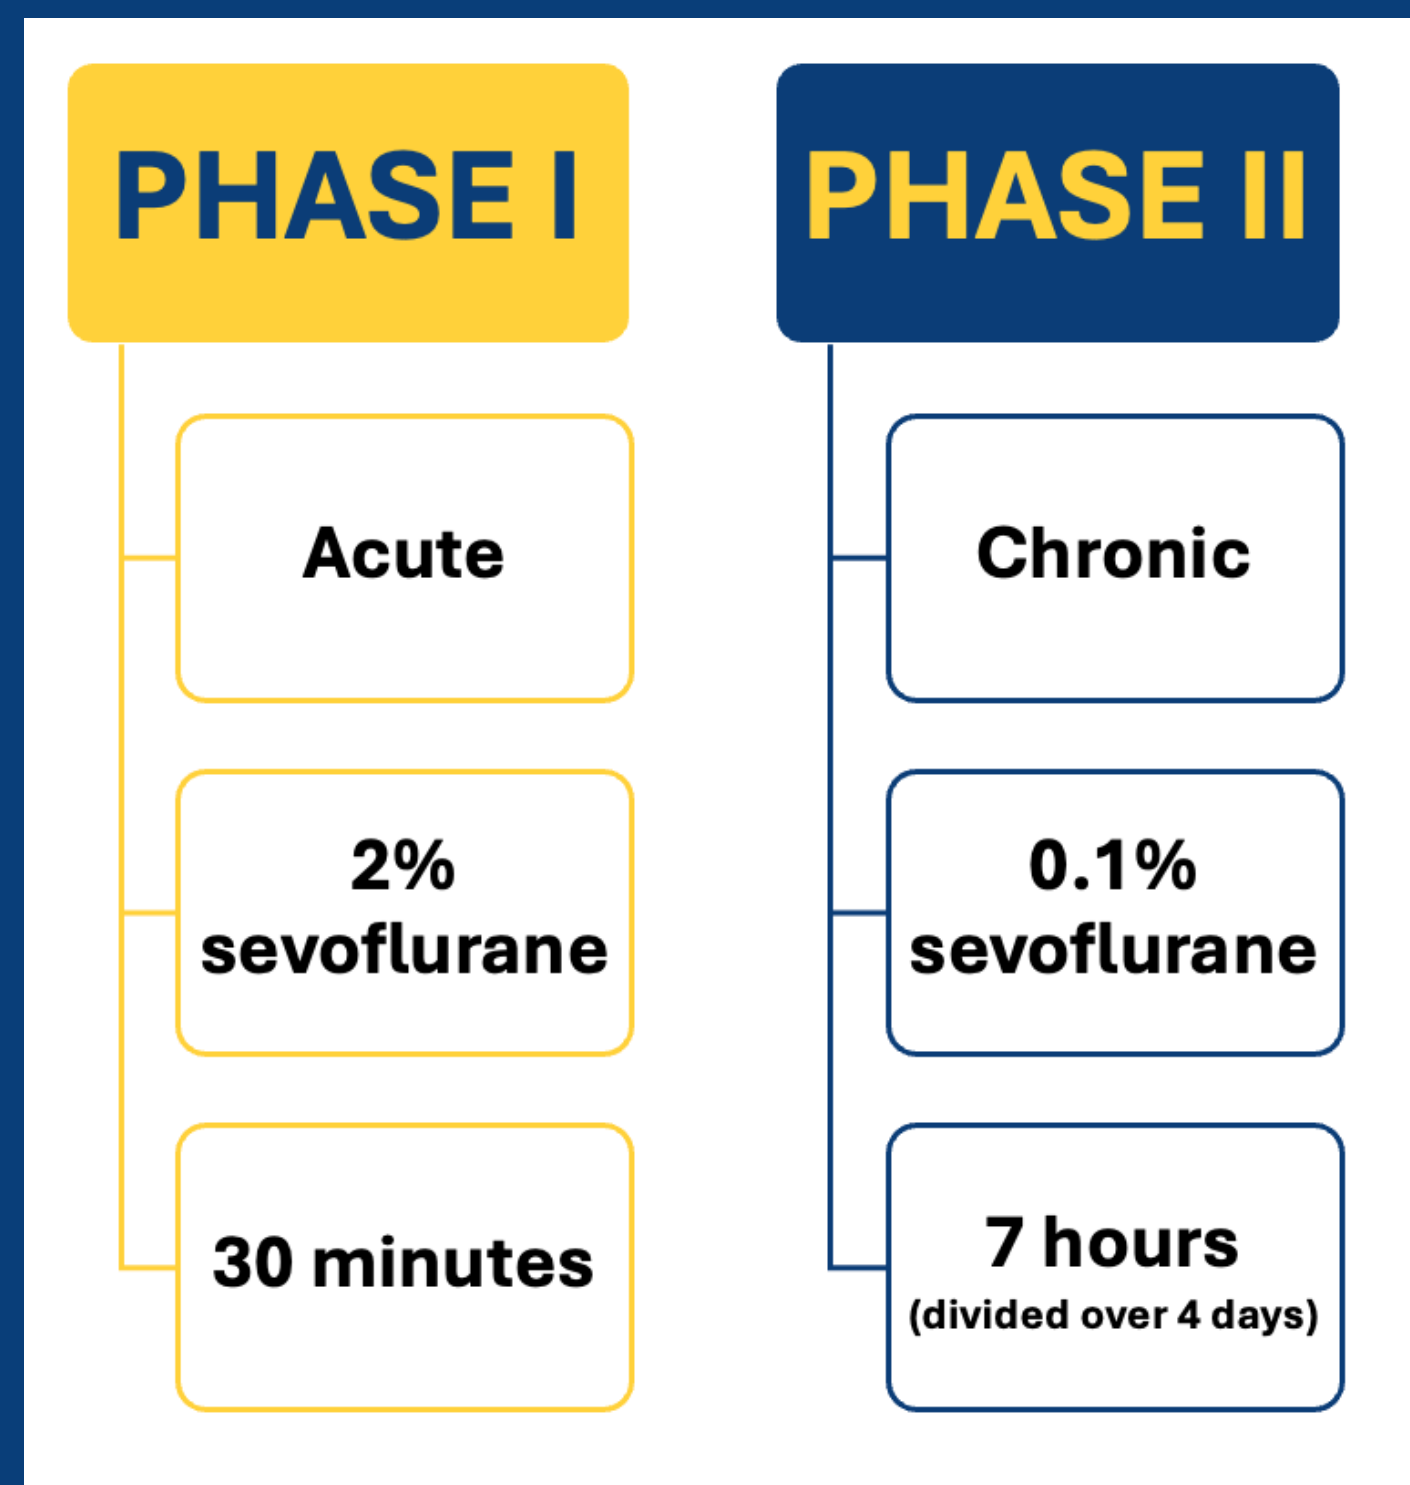 PHASE I
Acute
2%
sevoflurane
30 minutes
PHASE II
Chronic
0.1%
sevoflurane
7 hours
(divided over 4 days)